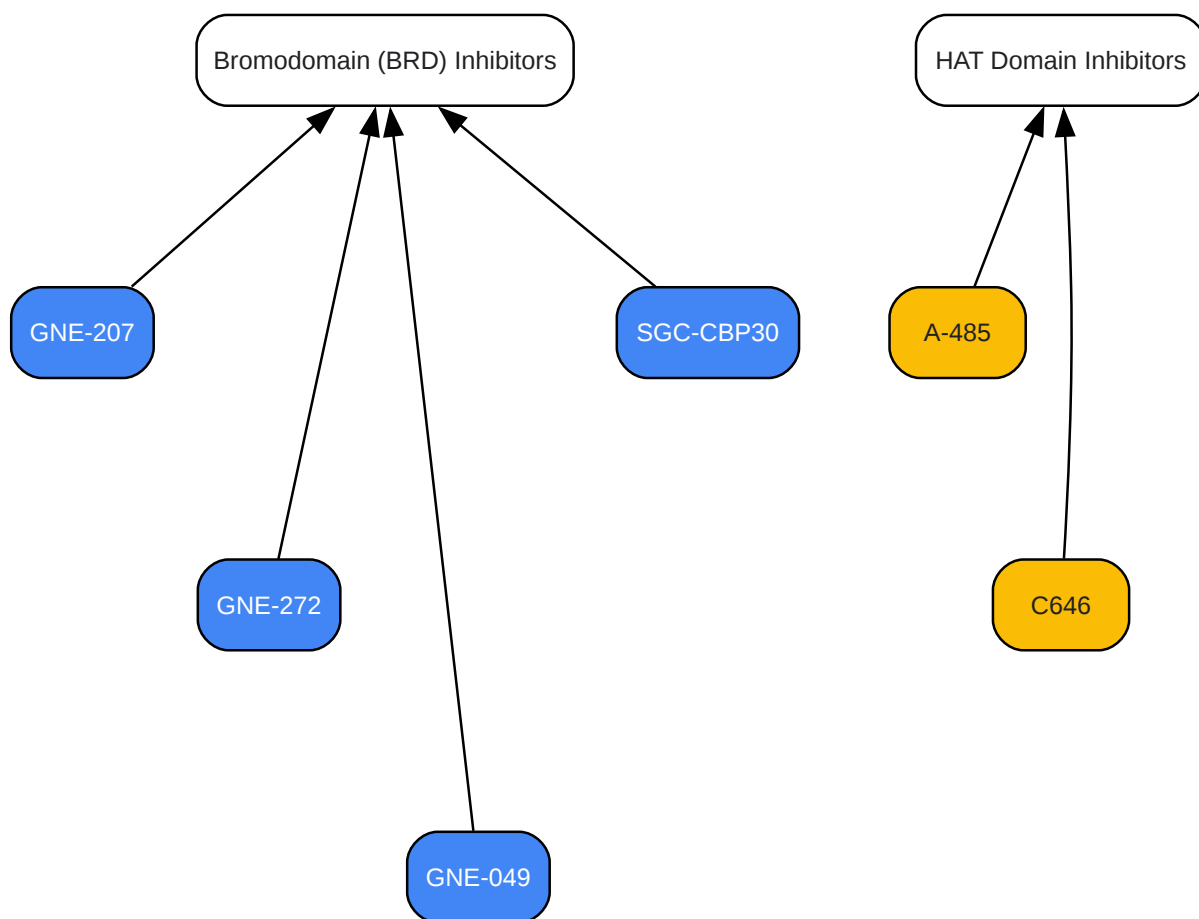 Bromodomain (BRD) Inhibitors
HAT Domain Inhibitors
GNE-207
SGC-CBP30
A-485
GNE-272
C646
GNE-049